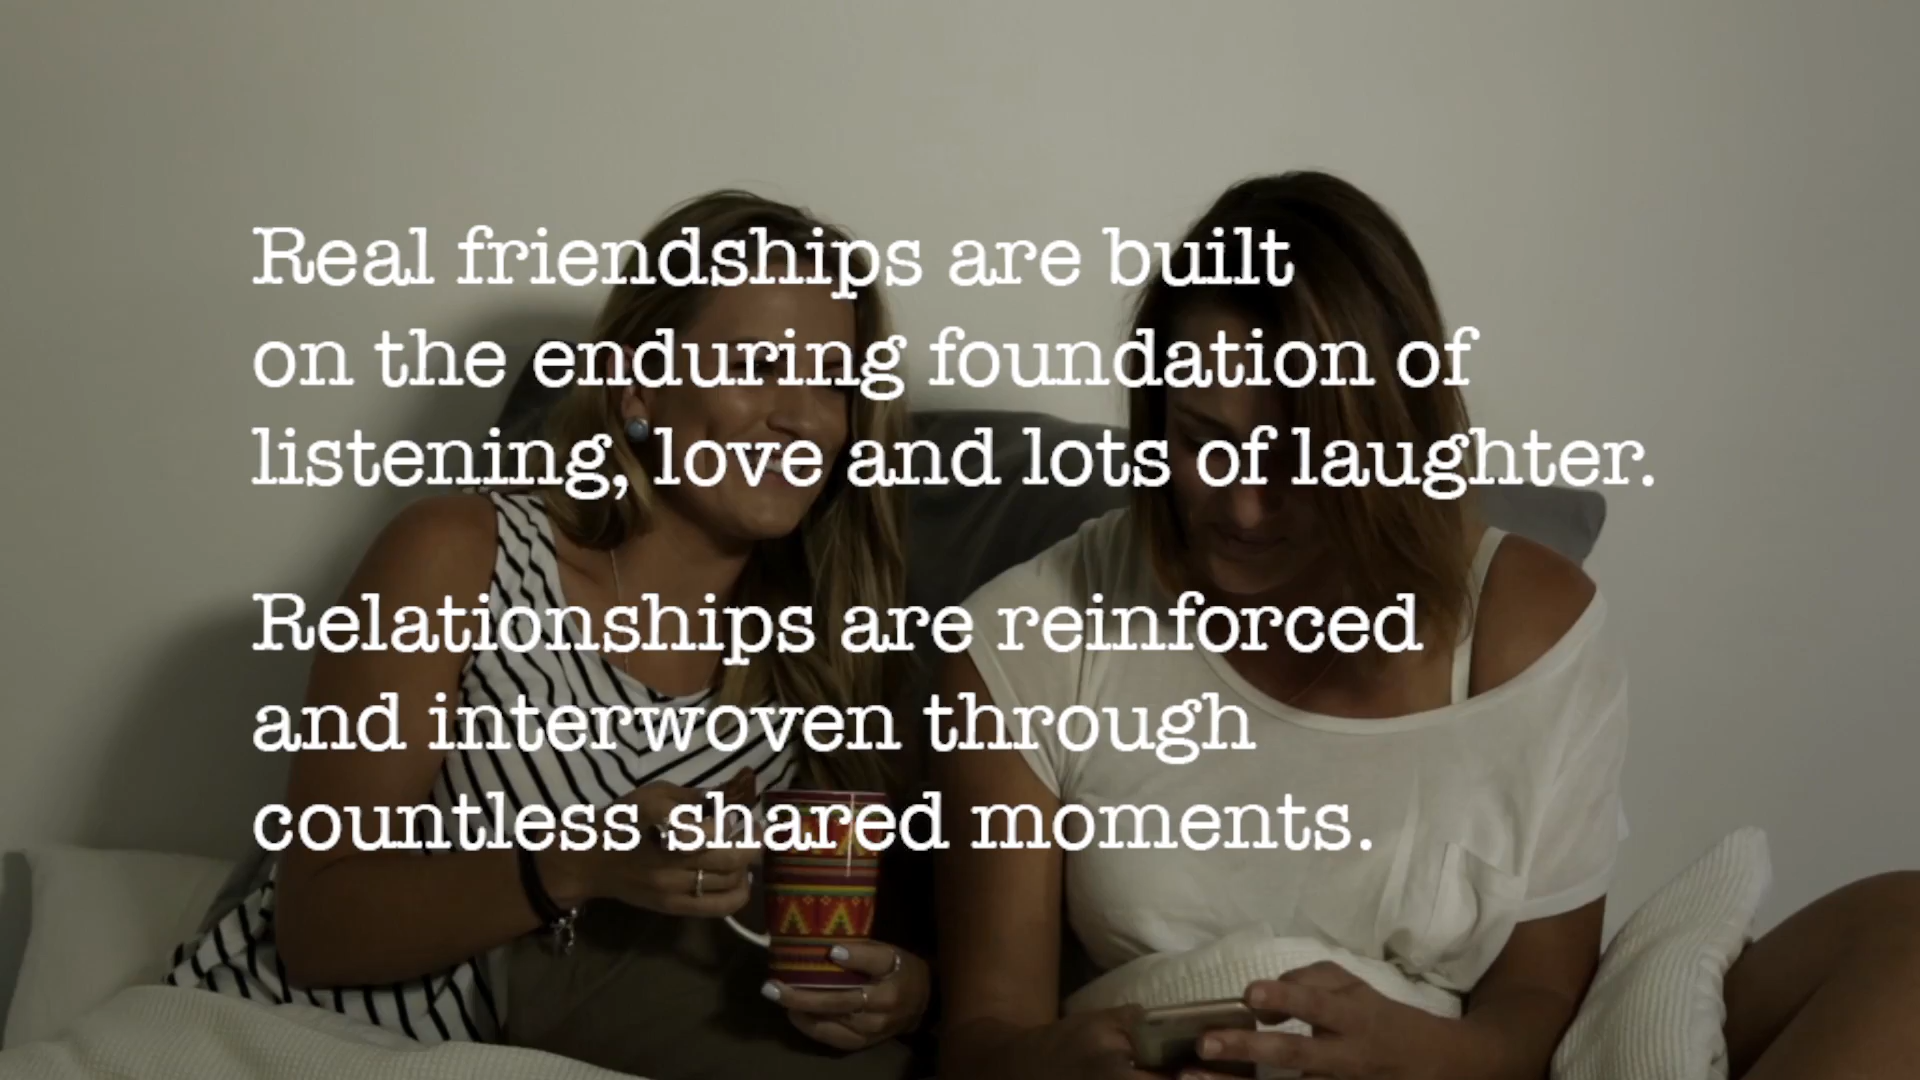 Real friendships are built
on the enduring foundation of
listening, love and lots of laughter.
Relationships are reinforced
and interwoven through
countless shared moments.